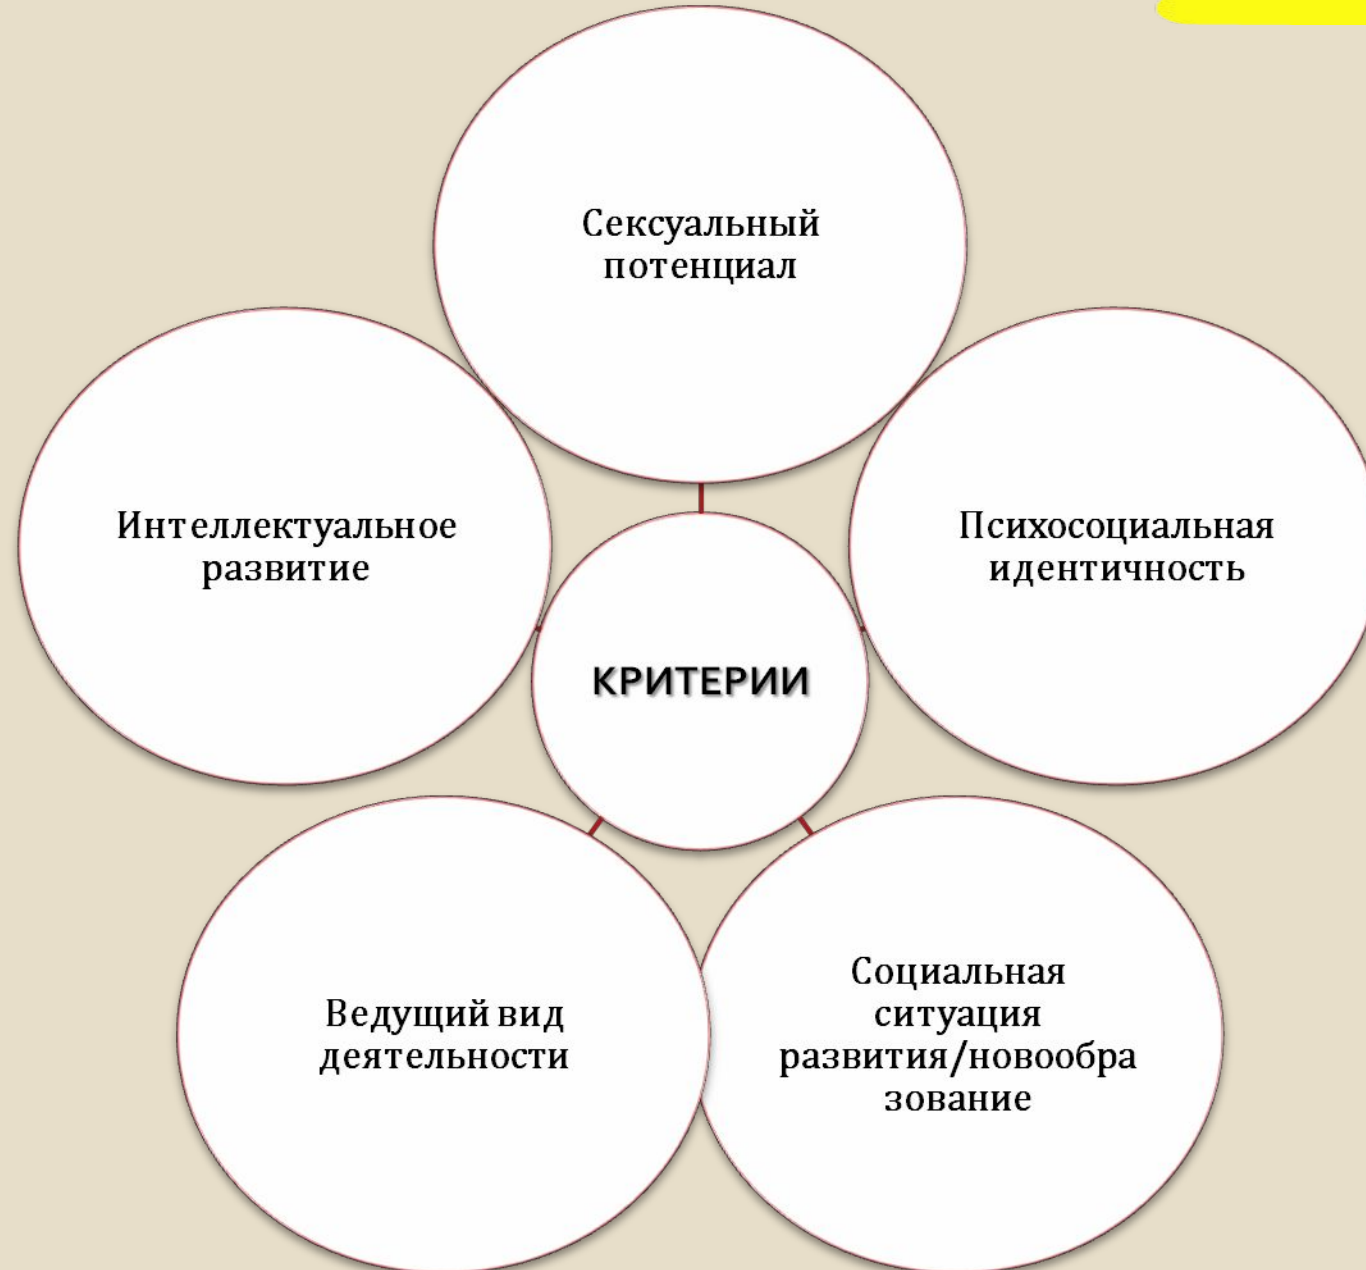 Сексуальный
потенциал
Интеллектуальное
развитие
Психосоциальная
идентичность
КРИТЕРИИ
Ведущий вид
деятельности
Социальная
ситуация
развития/новообра
зование